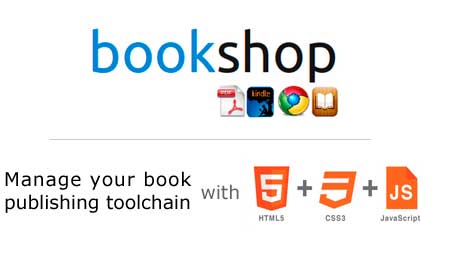 bookshop
PDF kindle
Manage your book
publishing toolchain with 5 + 3 + JS
HTML5 CSS3 JavaScript